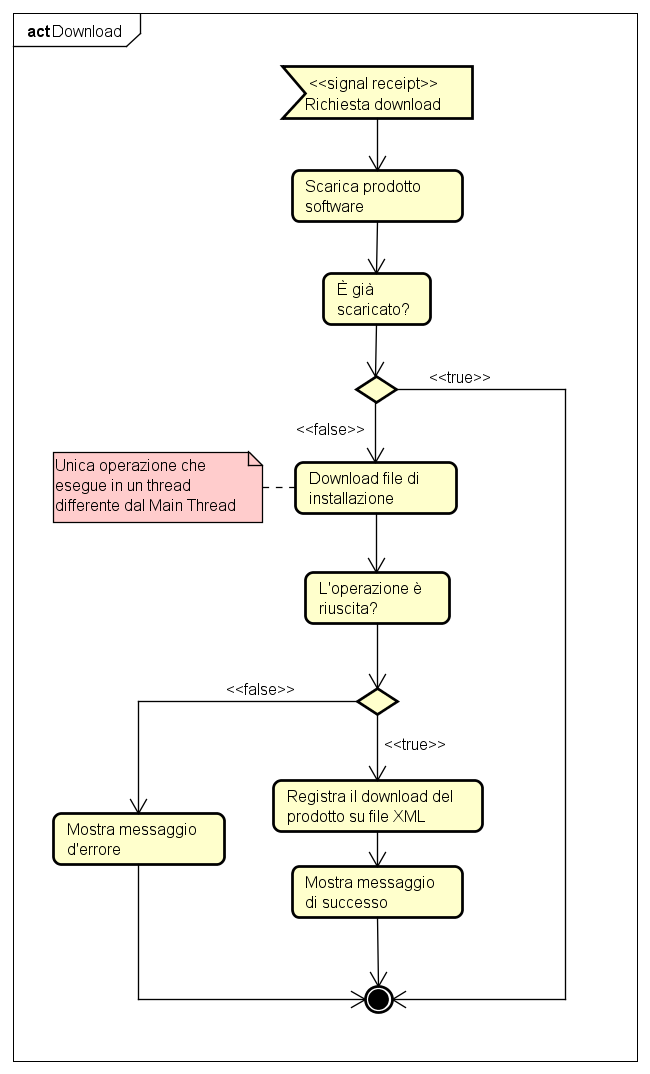 act Download
<<signal receipt>>
Richiesta download
Scarica prodotto
software
È già
scaricato?
<<true>>
<<false>>
Unica operazione che
esegue in un thread
differente dal Main Thread
Download file di
installazione
L'operazione è
riuscita?
<<false>>
<<true>>
Registra il download del
prodotto su file XML
Mostra messaggio
d'errore
Mostra messaggio
di successo